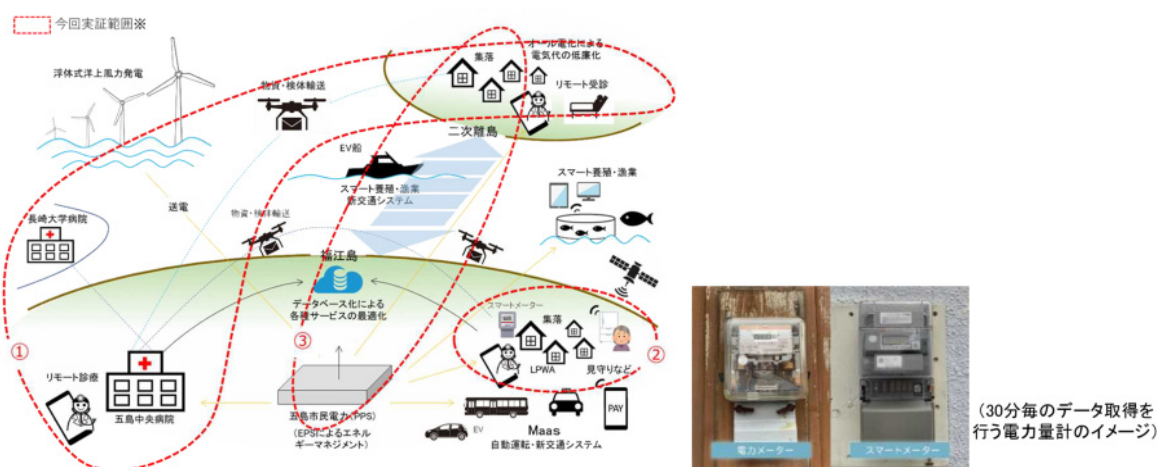 今回実証範囲※
浮体式洋上風力発電
物資・検体輸送
オール電化による
電気代の低廉化
集落
リモート受診
二次離島
EV船
スマート養殖・漁業
新交通システム
スマート養殖・漁業
送電
長崎大学病院
物資・検体輸送
福江島
データベース化による
各種サービスの最適化
スマートメーター
集落
①
③
②
LPWA
見守りなど
リモート診療
五島中央病院
五島市民電力(PPS)
(EPSによるエネル
ギーマネジメント)
EV
PAY
Maas
自動運転・新交通システム
電力メーター
スマートメーター
(30分毎のデータ取得を
行う電力量計のイメージ)